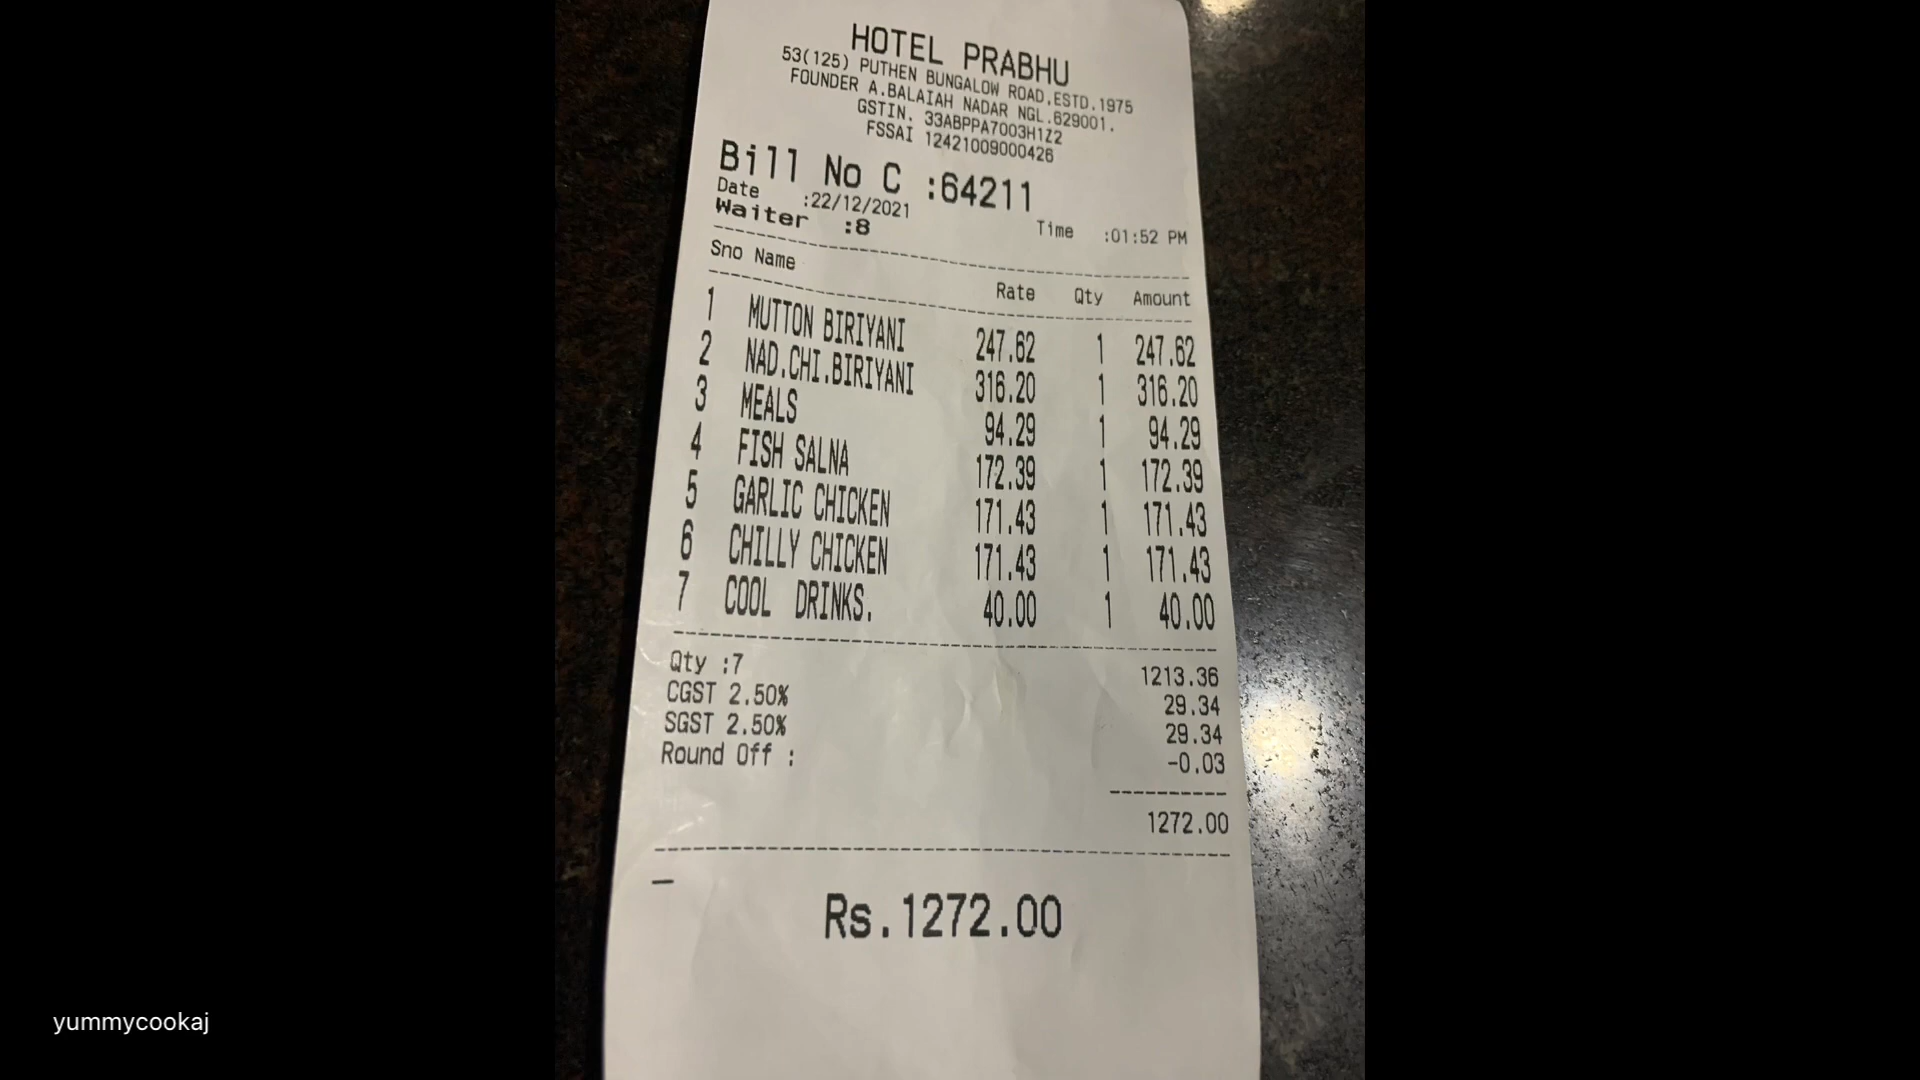 HOTEL PRABHU
53(125) PUTHEN BUNGALOW ROAD,ESTD.1975
FOUNDER A.BALAIAH NADAR NGL.629001.
GSTIN. 33ABPPA7003H1Z2
FSSAI 12421009000426
Bill No C :64211
Date :22/12/2021 Time :01:52 PM
Waiter :8
Sno Name Rate Qty Amount
1 MUTTON BIRIYANI 247.62 1 247.62
2 NAD.CHI.BIRIYANI 316.20 1 316.20
3 MEALS 94.29 1 94.29
4 FISH SALNA 172.39 1 172.39
5 GARLIC CHICKEN 171.43 1 171.43
6 CHILLY CHICKEN 171.43 1 171.43
7 COOL DRINKS. 40.00 1 40.00
Qty :7 1213.36
CGST 2.50% 29.34
SGST 2.50% 29.34
Round Off : -0.03
1272.00
Rs.1272.00
yummycookaj